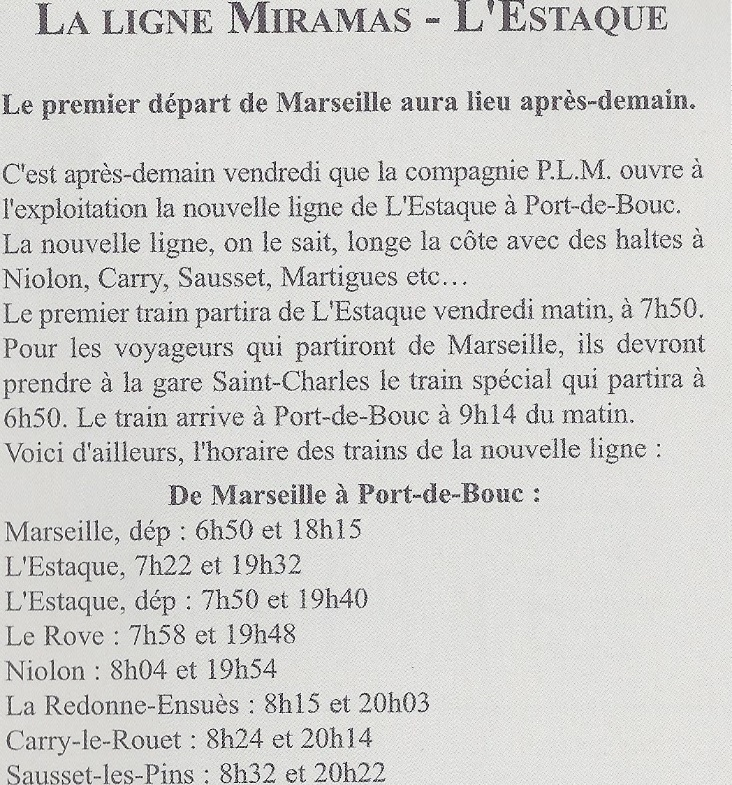 LA LIGNE MIRAMAS - L'ESTAQUE
Le premier départ de Marseille aura lieu après-demain.
C'est après-demain vendredi que la compagnie P.L.M. ouvre à
l'exploitation la nouvelle ligne de L'Estaque à Port-de-Bouc.
La nouvelle ligne, on le sait, longe la côte avec des haltes à
Niolon, Carry, Sausset, Martigues etc…
Le premier train partira de L'Estaque vendredi matin, à 7h50.
Pour les voyageurs qui partiront de Marseille, ils devront
prendre à la gare Saint-Charles le train spécial qui partira à
6h50. Le train arrive à Port-de-Bouc à 9h14 du matin.
Voici d'ailleurs, l'horaire des trains de la nouvelle ligne :
De Marseille à Port-de-Bouc :
Marseille, dép : 6h50 et 18h15
L'Estaque, 7h22 et 19h32
L'Estaque, dép : 7h50 et 19h40
Le Rove : 7h58 et 19h48
Niolon : 8h04 et 19h54
La Redonne-Ensuès : 8h15 et 20h03
Carry-le-Rouet : 8h24 et 20h14
Sausset-les-Pins : 8h32 et 20h22